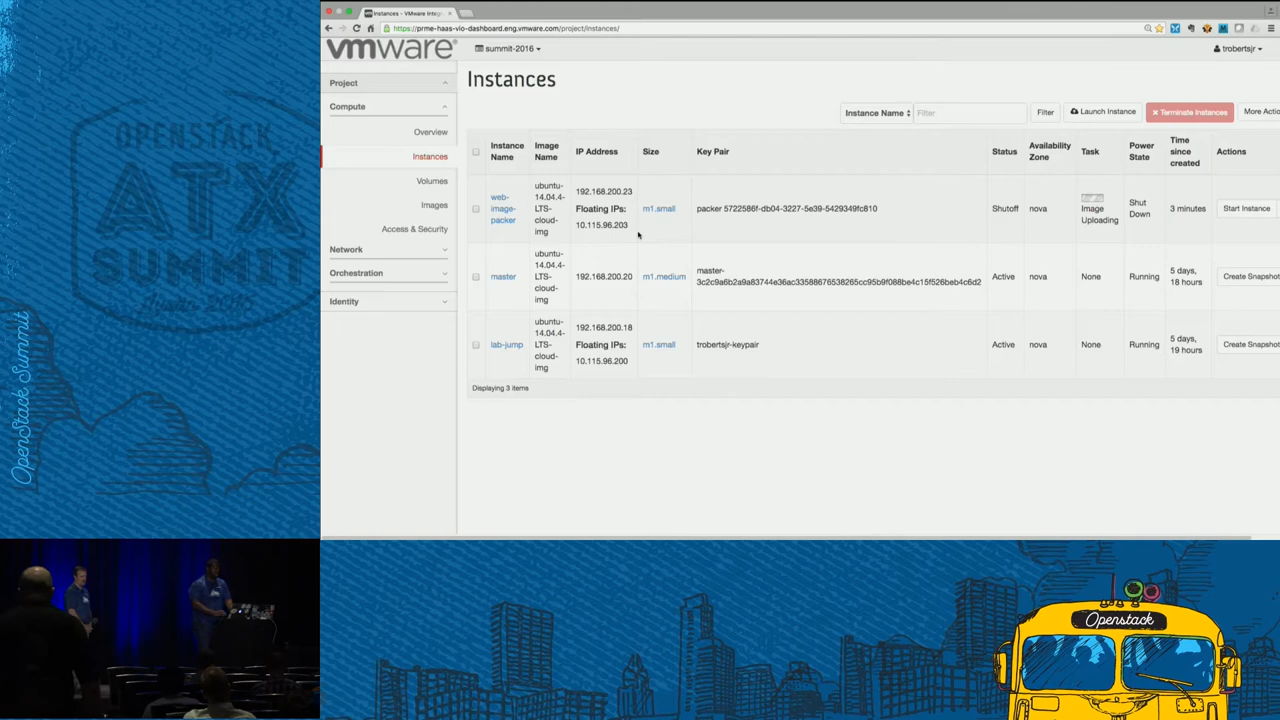 Instances - VMware Integ
https://prme-haas-vio-dashboard.eng.vmware.com/project/instances/
vmware
summit-2016
trobertsjr
Project
Compute
Overview
Instances
Volumes
Images
Access & Security
Network
Orchestration
Identity
Instances
Instance Name
Filter
Filter
Launch Instance
Terminate Instances
More Actio
Instance
Name
Image
Name
IP Address
Size
Key Pair
Status
Availability
Zone
Task
Power
State
Time
since
created
Actions
web-
image-
packer
ubuntu-
14.04.4-
LTS-
cloud-
img
192.168.200.23
Floating IPs:
10.115.96.203
m1.small
packer 5722586f-db04-3227-5e39-5429349fc810
Shutoff
nova
Image
Uploading
Shut
Down
3 minutes
Start Instance
master
ubuntu-
14.04.4-
LTS-
cloud-
img
192.168.200.20
m1.medium
master-
3c2c9a6b2a9a83744e36ac33588676538265cc95b9f088be4c15f526beb4c6d2
Active
nova
None
Running
5 days,
18 hours
Create Snapshot
lab-jump
ubuntu-
14.04.4-
LTS-
cloud-
img
192.168.200.18
Floating IPs:
10.115.96.200
m1.small
trobertsjr-keypair
Active
nova
None
Running
5 days,
19 hours
Create Snapshot
Displaying 3 items
OPENSTACK
ATX
OpenStack Summit
Openstack